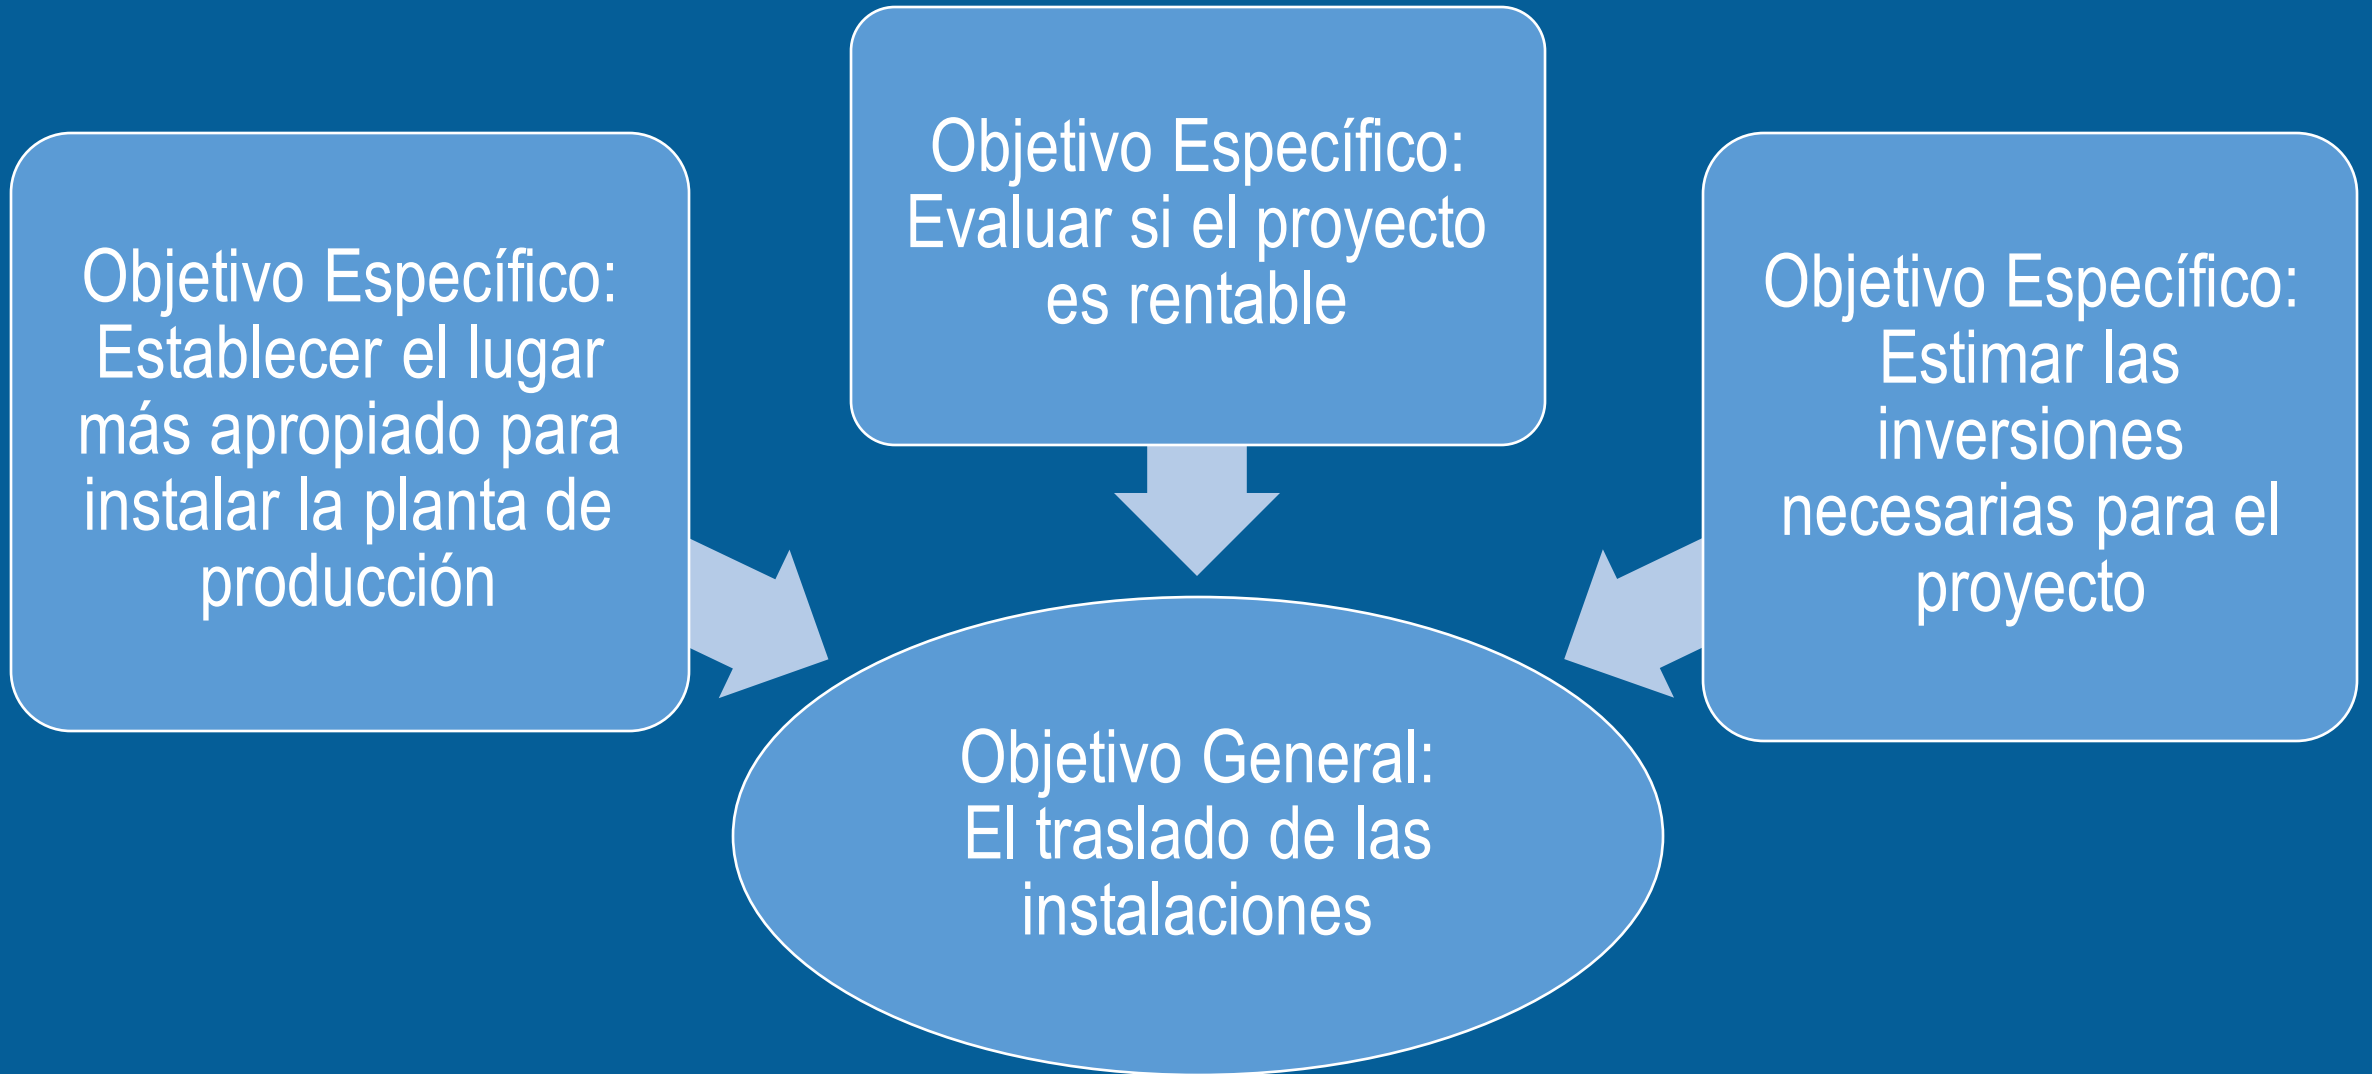 Objetivo Específico:
Establecer el lugar
más apropiado para
instalar la planta de
producción
Objetivo Específico:
Evaluar si el proyecto
es rentable
Objetivo Específico:
Estimar las
inversiones
necesarias para el
proyecto
Objetivo General:
El traslado de las
instalaciones